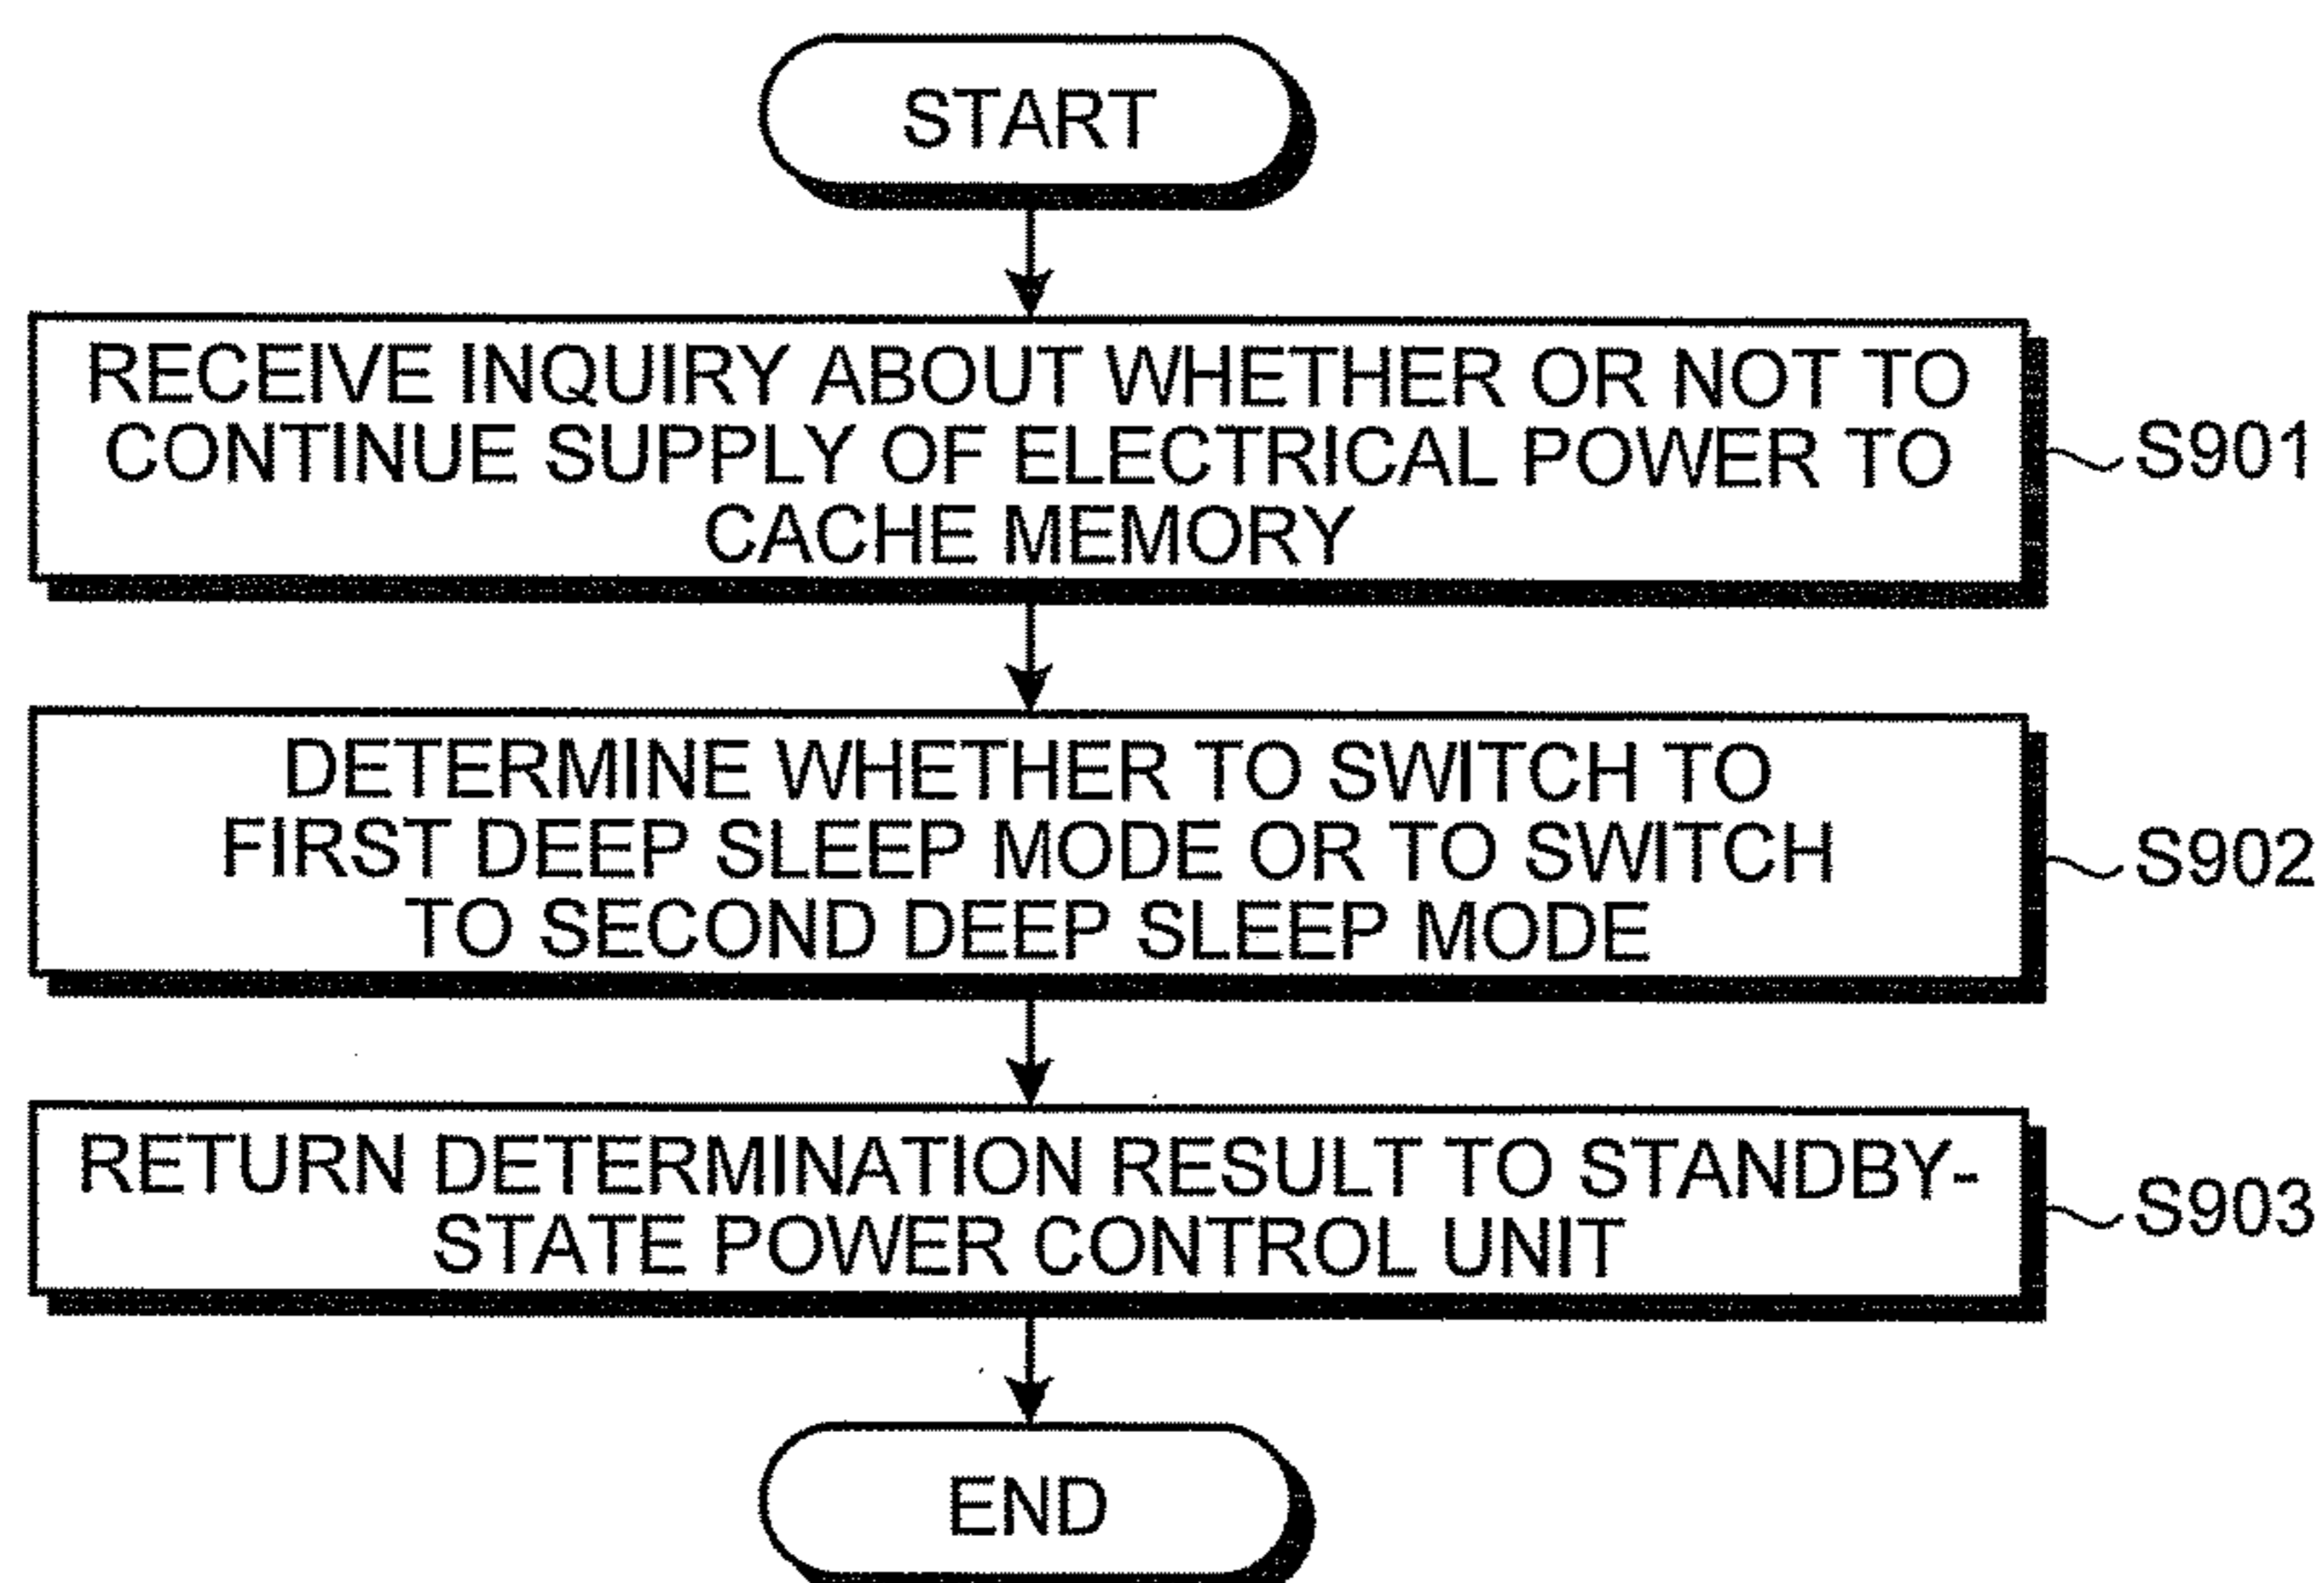 START
RECEIVE INQUIRY ABOUT WHETHER OR NOT TO
CONTINUE SUPPLY OF ELECTRICAL POWER TO
CACHE MEMORY
S901
DETERMINE WHETHER TO SWITCH TO
FIRST DEEP SLEEP MODE OR TO SWITCH
TO SECOND DEEP SLEEP MODE
S902
RETURN DETERMINATION RESULT TO STANDBY-
STATE POWER CONTROL UNIT
S903
END